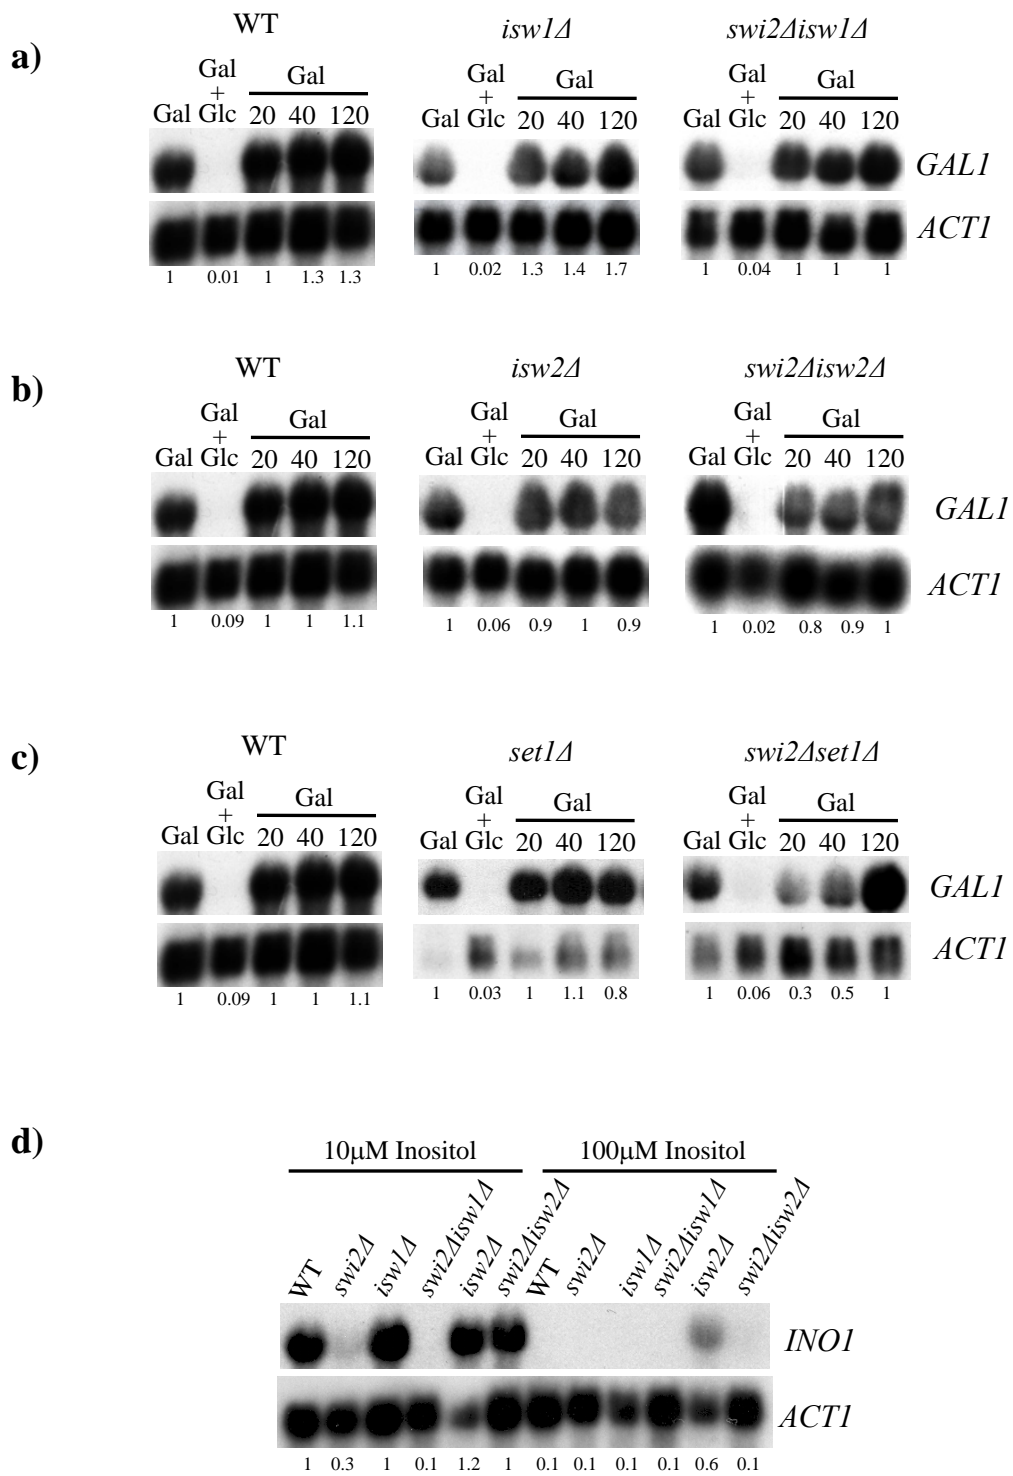 a)
WT
isw1Δ
swi2Δisw1Δ
Gal
Gal + Glc
Gal
20 40 120
Gal
Gal + Glc
Gal
20 40 120
Gal
Gal + Glc
Gal
20 40 120
GAL1
ACT1
1 0.01 1 1.3 1.3
1 0.02 1.3 1.4 1.7
1 0.04 1 1 1
b)
WT
isw2Δ
swi2Δisw2Δ
Gal
Gal + Glc
Gal
20 40 120
Gal
Gal + Glc
Gal
20 40 120
Gal
Gal + Glc
Gal
20 40 120
GAL1
ACT1
1 0.09 1 1 1.1
1 0.06 0.9 1 0.9
1 0.02 0.8 0.9 1
c)
WT
set1Δ
swi2Δset1Δ
Gal
Gal + Glc
Gal
20 40 120
Gal
Gal + Glc
Gal
20 40 120
Gal
Gal + Glc
Gal
20 40 120
GAL1
ACT1
1 0.09 1 1 1.1
1 0.03 1 1.1 0.8
1 0.06 0.3 0.5 1
d)
10µM Inositol
100µM Inositol
WT
swi2Δ
isw1Δ
swi2Δisw1Δ
isw2Δ
swi2Δisw2Δ
WT
swi2Δ
isw1Δ
swi2Δisw1Δ
isw2Δ
swi2Δisw2Δ
INO1
ACT1
1 0.3 1 0.1 1.2 1 0.1 0.1 0.1 0.1 0.6 0.1